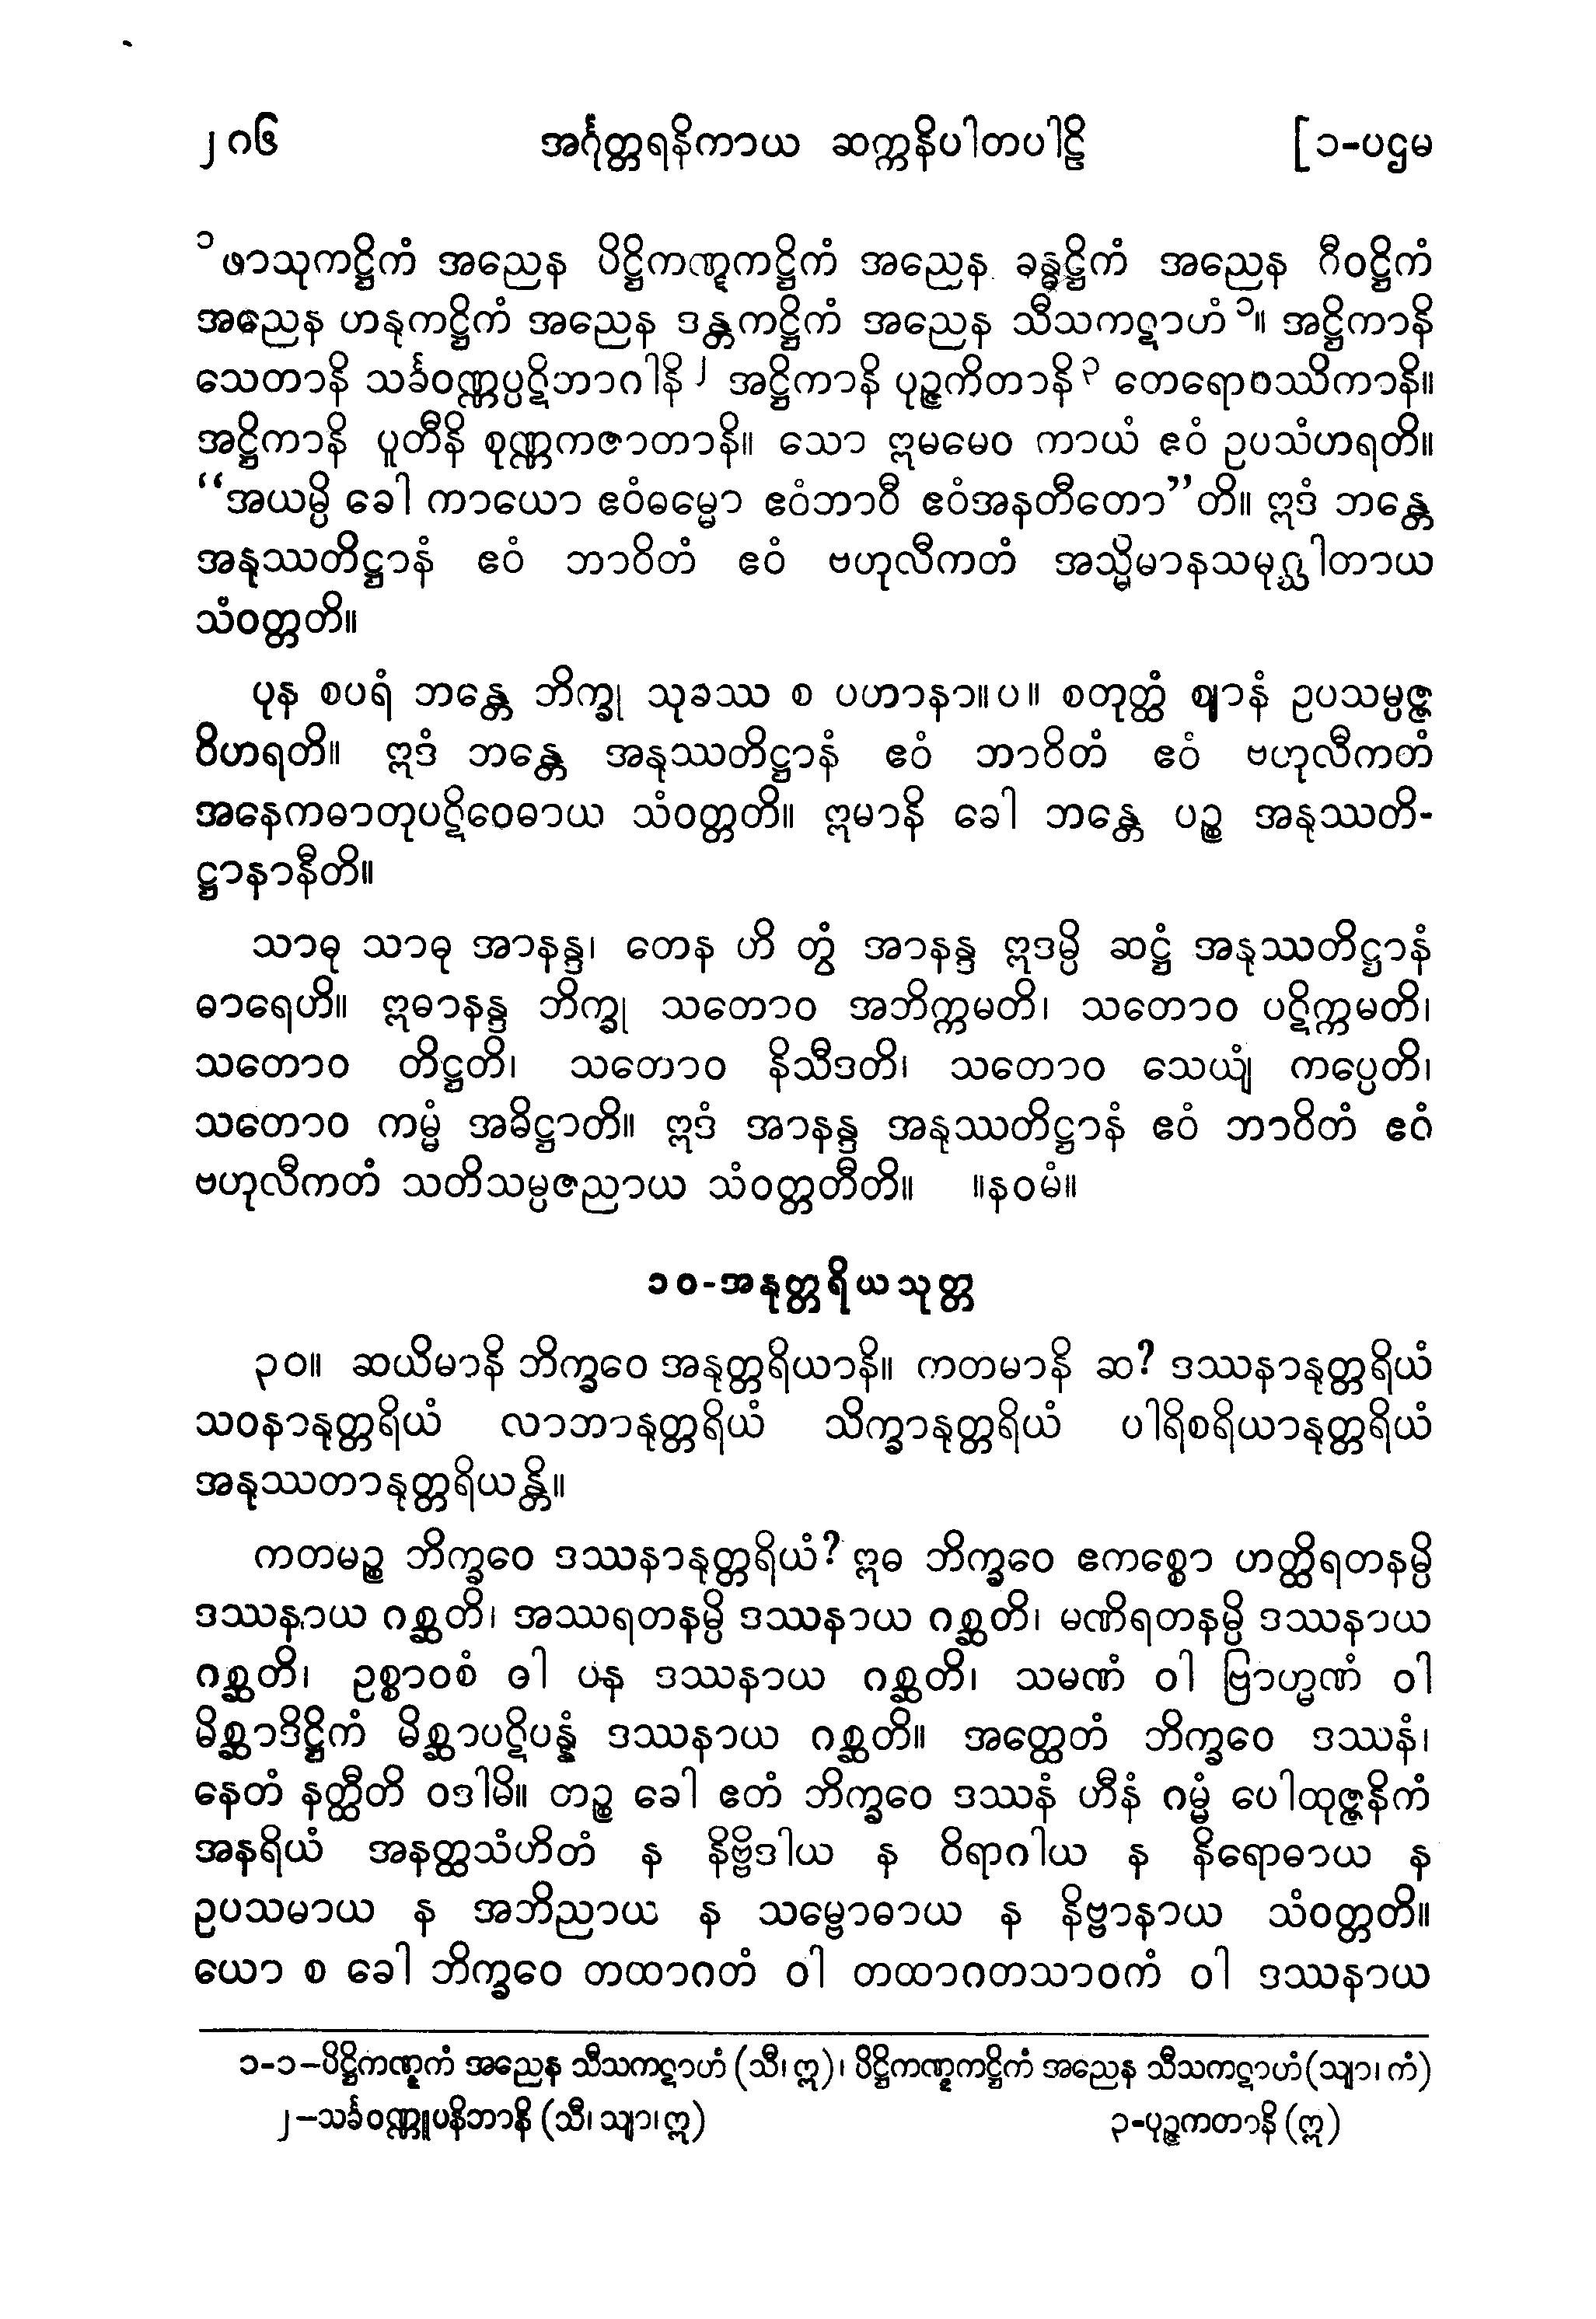 ၂၈၆ အင်္ဂုတ္တရနိကာယ ဆက္ကနိပါတပါဠိ [၁-ပဌမ
၁ဖာသုကဋ္ဌိကံ အညေန ပိဋ္ဌိကဏ္ဋကဋ္ဌိကံ အညေန ခန္ဓဋ္ဌိကံ အညေန ဂီဝဋ္ဌိကံ
အညေန ဟနုကဋ္ဌိကံ အညေန ဒန္တကဋ္ဌိကံ အညေန သီသကဋာဟံ၁။ အဋ္ဌိကာနိ
သေတာနိ သင်္ခဝဏ္ဏပ္ပဋိဘာဂါနိ၂ အဋ္ဌိကာနိ ပုဉ္ဇကိတာနိ၃ တေရောဝဿိကာနိ။
အဋ္ဌိကာနိ ပူတီနိ စုဏ္ဏကဇာတာနိ။ သော ဣမမေဝ ကာယံ ဧဝံ ဥပသံဟရတိ။
“အယမ္ပိ ခေါ ကာယော ဧဝံဓမ္မော ဧဝံဘာဝီ ဧဝံအနတီတော”တိ။ ဣဒံ ဘန္တေ
အနုဿတိဋ္ဌာနံ ဧဝံ ဘာဝိတံ ဧဝံ ဗဟုလီကတံ အသ္မိမာနသမုဂ္ဃါတာယ
သံဝတ္တတိ။
ပုန စပရံ ဘန္တေ ဘိက္ခု သုခဿ စ ပဟာနာ။ပ။ စတုတ္ထံ ဈာနံ ဥပသမ္ပဇ္ဇ
ဝိဟရတိ။ ဣဒံ ဘန္တေ အနုဿတိဋ္ဌာနံ ဧဝံ ဘာဝိတံ ဧဝံ ဗဟုလီကတံ
အနေကဓာတုပဋိဝေဓာယ သံဝတ္တတိ။ ဣမာနိ ခေါ ဘန္တေ ပဉ္စ အနုဿတိ-
ဋ္ဌာနာနီတိ။
သာဓု သာဓု အာနန္ဒ၊ တေန ဟိ တွံ အာနန္ဒ ဣဒမ္ပိ ဆဋ္ဌံ အနုဿတိဋ္ဌာနံ
ဓာရေဟိ။ ဣဓာနန္ဒ ဘိက္ခု သတောဝ အဘိက္ကမတိ၊ သတောဝ ပဋိက္ကမတိ၊
သတောဝ တိဋ္ဌတိ၊ သတောဝ နိသီဒတိ၊ သတောဝ သေယျံ ကပ္ပေတိ၊
သတောဝ ကမ္မံ အဓိဋ္ဌာတိ။ ဣဒံ အာနန္ဒ အနုဿတိဋ္ဌာနံ ဧဝံ ဘာဝိတံ ဧဝံ
ဗဟုလီကတံ သတိသမ္ပဇညာယ သံဝတ္တတီတိ။ ။နဝမံ။
၁၀-အနုတ္တရိယသုတ္တ
၃၀။ ဆယိမာနိ ဘိက္ခဝေ အနုတ္တရိယာနိ။ ကတမာနိ ဆ? ဒဿနာနုတ္တရိယံ
သဝနာနုတ္တရိယံ လာဘာနုတ္တရိယံ သိက္ခာနုတ္တရိယံ ပါရိစရိယာနုတ္တရိယံ
အနုဿတာနုတ္တရိယန္တိ။
ကတမဉ္စ ဘိက္ခဝေ ဒဿနာနုတ္တရိယံ? ဣဓ ဘိက္ခဝေ ဧကစ္စော ဟတ္ထိရတနမ္ပိ
ဒဿနာယ ဂစ္ဆတိ၊ အဿရတနမ္ပိ ဒဿနာယ ဂစ္ဆတိ၊ မဏိရတနမ္ပိ ဒဿနာယ
ဂစ္ဆတိ၊ ဥစ္စာဝစံ ဝါ ပန ဒဿနာယ ဂစ္ဆတိ၊ သမဏံ ဝါ ဗြာဟ္မဏံ ဝါ
မိစ္ဆာဒိဋ္ဌိကံ မိစ္ဆာပဋိပန္နံ ဒဿနာယ ဂစ္ဆတိ။ အတ္ထေတံ ဘိက္ခဝေ ဒဿနံ၊
နေတံ နတ္ထီတိ ဝဒါမိ။ တဉ္စ ခေါ ဧတံ ဘိက္ခဝေ ဒဿနံ ဟီနံ ဂမ္မံ ပေါထုဇ္ဇနိကံ
အနရိယံ အနတ္ထသံဟိတံ န နိဗ္ဗိဒါယ န ဝိရာဂါယ န နိရောဓာယ န
ဥပသမာယ န အဘိညာယ န သမ္ဗောဓာယ န နိဗ္ဗာနာယ သံဝတ္တတိ။
ယော စ ခေါ ဘိက္ခဝေ တထာဂတံ ဝါ တထာဂတသာဝကံ ဝါ ဒဿနာယ
၁-၁-ပိဋ္ဌိကဏ္ဋကံ အညေန သီသကဋာဟံ (သီ၊ ဣ)၊ ပိဋ္ဌိကဏ္ဋကဋ္ဌိကံ အညေန သီသကဋာဟံ(သျာ၊ ကံ)
၂-သင်္ခဝဏ္ဏူပနိဘာနိ (သီ၊ သျာ၊ ဣ) ၃-ပုဉ္ဇကတာနိ (ဣ)